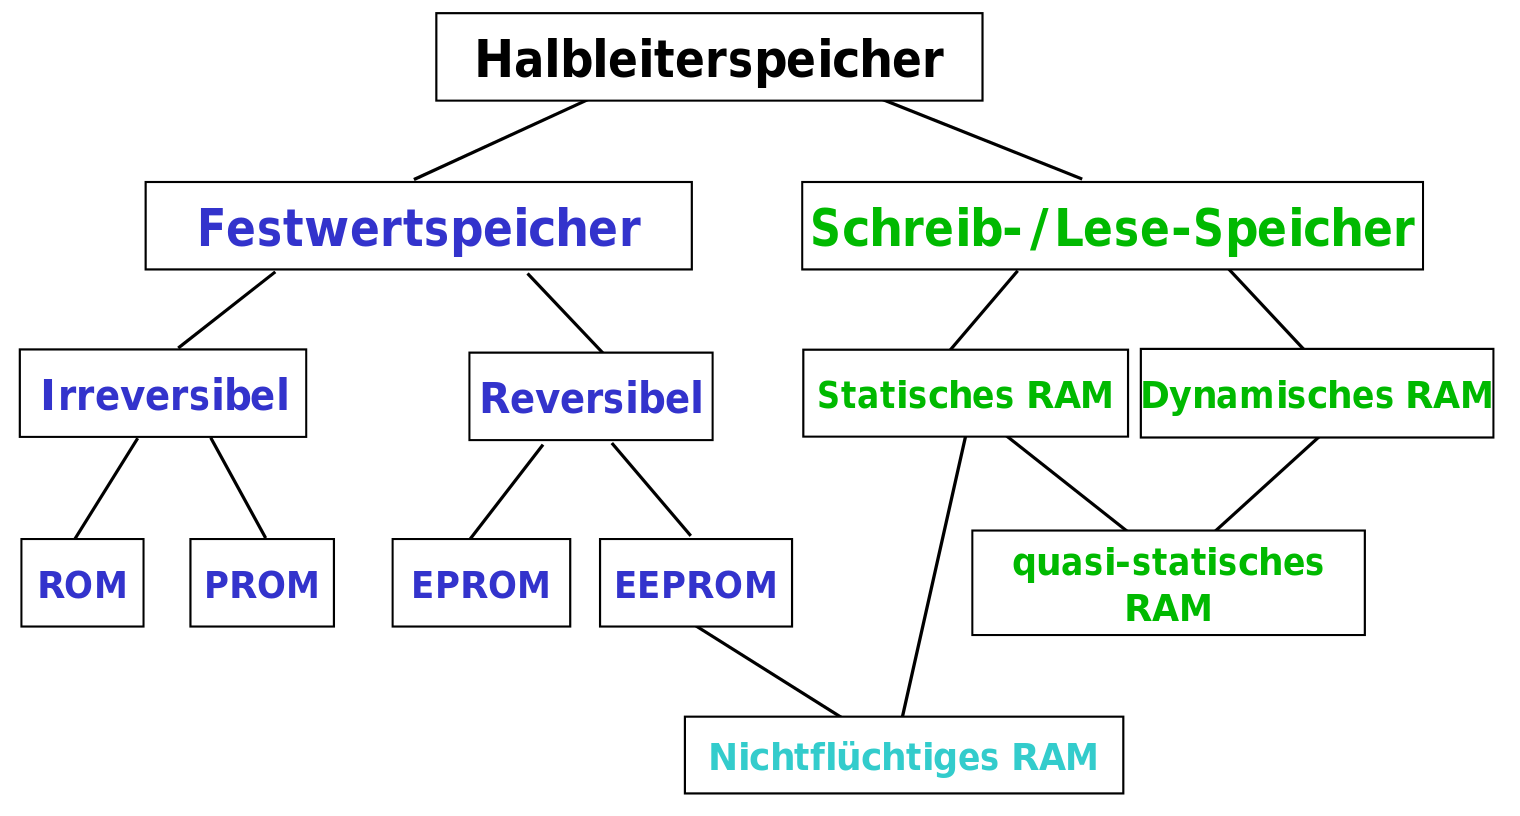 Halbleiterspeicher
Festwertspeicher
Schreib-/Lese-Speicher
Irreversibel
Reversibel
Statisches RAM
Dynamisches RAM
ROM
PROM
EPROM
EEPROM
quasi-statisches
RAM
Nichtflüchtiges RAM